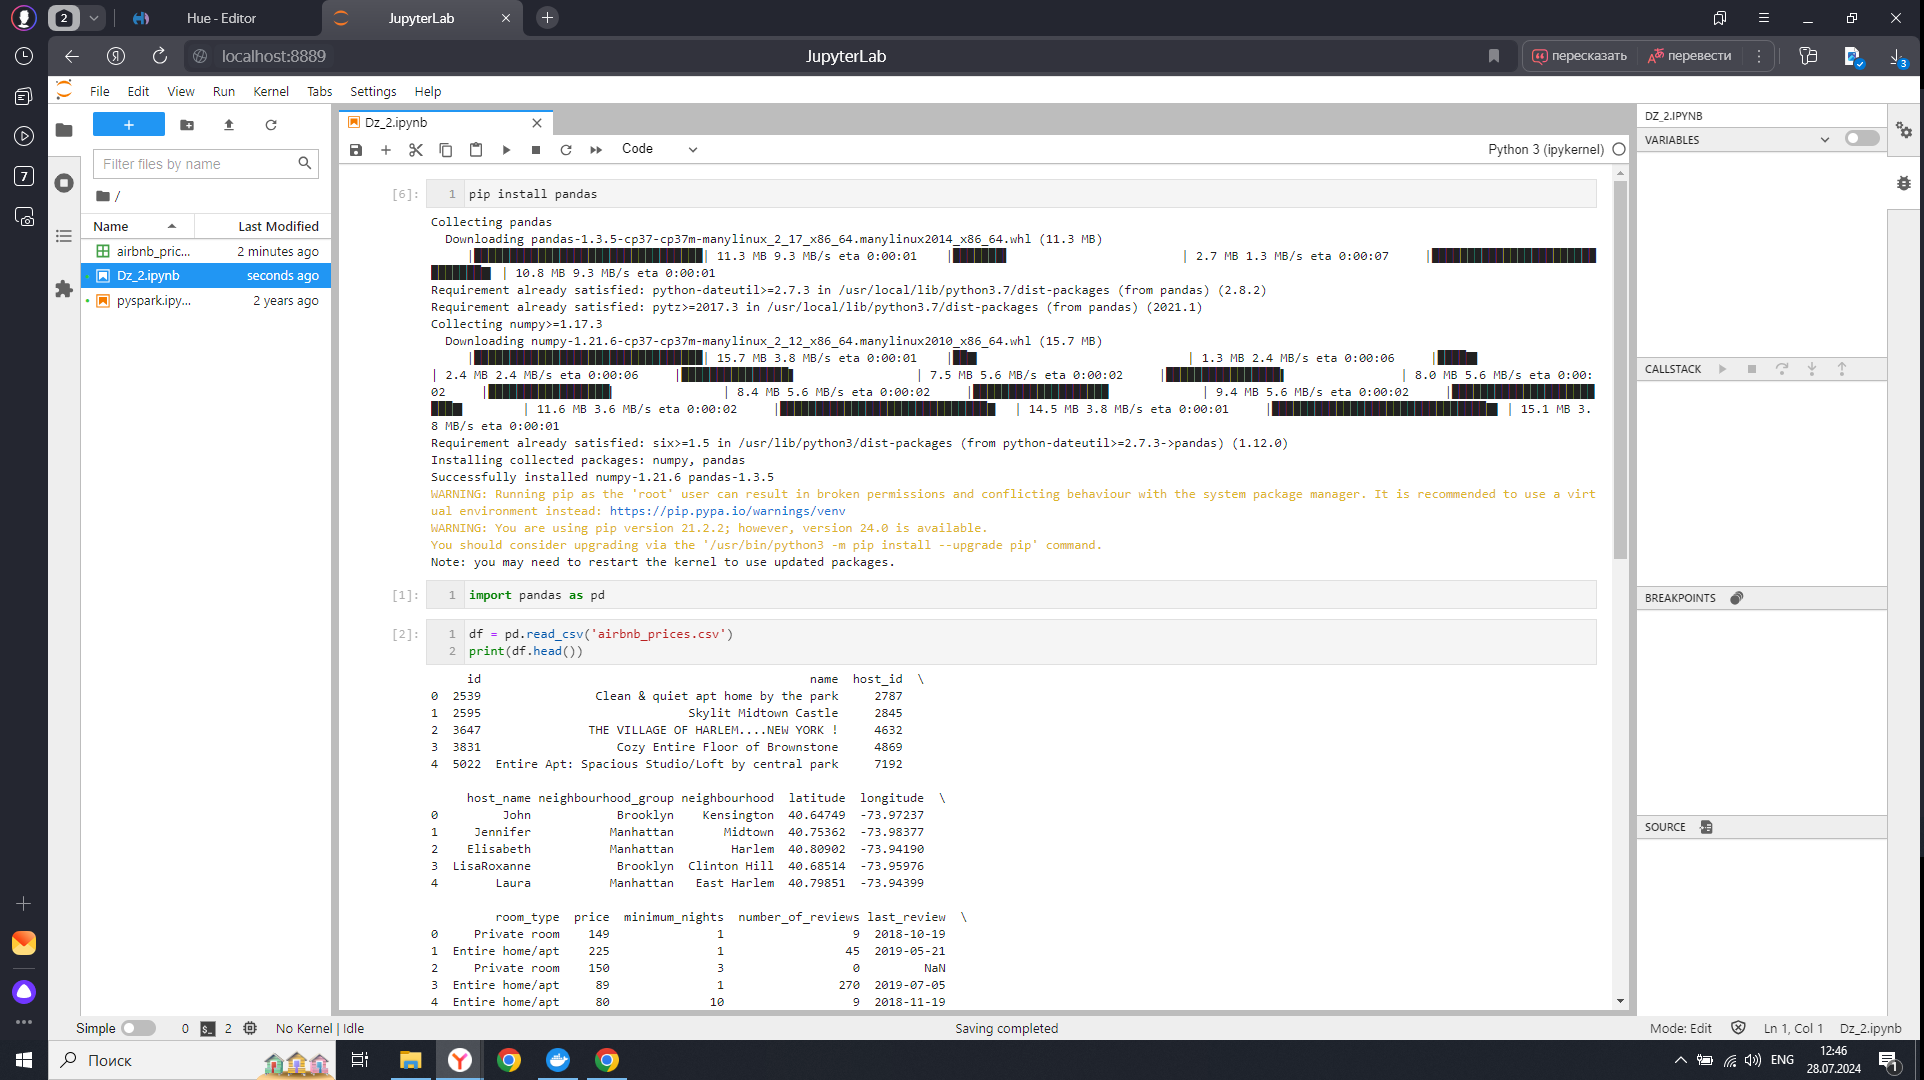 2
Hue - Editor
JupyterLab
localhost:8889
JupyterLab
пересказать
перевести
3
File Edit View Run Kernel Tabs Settings Help
7
Filter files by name
/
Name Last Modified
airbnb_pric... 2 minutes ago
Dz_2.ipynb seconds ago
pyspark.ipy... 2 years ago
Dz_2.ipynb
Code
Python 3 (ipykernel)
[6]: 1 pip install pandas
Collecting pandas
Downloading pandas-1.3.5-cp37-cp37m-manylinux_2_17_x86_64.manylinux2014_x86_64.whl (11.3 MB)
| | 11.3 MB 9.3 MB/s eta 0:00:01 | | 2.7 MB 1.3 MB/s eta 0:00:07 |
| 10.8 MB 9.3 MB/s eta 0:00:01
Requirement already satisfied: python-dateutil>=2.7.3 in /usr/local/lib/python3.7/dist-packages (from pandas) (2.8.2)
Requirement already satisfied: pytz>=2017.3 in /usr/local/lib/python3.7/dist-packages (from pandas) (2021.1)
Collecting numpy>=1.17.3
Downloading numpy-1.21.6-cp37-cp37m-manylinux_2_12_x86_64.manylinux2010_x86_64.whl (15.7 MB)
| | 15.7 MB 3.8 MB/s eta 0:00:01 | | 1.3 MB 2.4 MB/s eta 0:00:06 |
| 2.4 MB 2.4 MB/s eta 0:00:06 | | 7.5 MB 5.6 MB/s eta 0:00:02 | | 8.0 MB 5.6 MB/s eta 0:00:
02 | | 8.4 MB 5.6 MB/s eta 0:00:02 | | 9.4 MB 5.6 MB/s eta 0:00:02 |
| 11.6 MB 3.6 MB/s eta 0:00:02 | | 14.5 MB 3.8 MB/s eta 0:00:01 | | 15.1 MB 3.
8 MB/s eta 0:00:01
Requirement already satisfied: six>=1.5 in /usr/lib/python3/dist-packages (from python-dateutil>=2.7.3->pandas) (1.12.0)
Installing collected packages: numpy, pandas
Successfully installed numpy-1.21.6 pandas-1.3.5
WARNING: Running pip as the 'root' user can result in broken permissions and conflicting behaviour with the system package manager. It is recommended to use a virt
ual environment instead: https://pip.pypa.io/warnings/venv
WARNING: You are using pip version 21.2.2; however, version 24.0 is available.
You should consider upgrading via the '/usr/bin/python3 -m pip install --upgrade pip' command.
Note: you may need to restart the kernel to use updated packages.
[1]: 1 import pandas as pd
[2]: 1 df = pd.read_csv('airbnb_prices.csv')
2 print(df.head())
id name host_id \
0 2539 Clean & quiet apt home by the park 2787
1 2595 Skylit Midtown Castle 2845
2 3647 THE VILLAGE OF HARLEM....NEW YORK ! 4632
3 3831 Cozy Entire Floor of Brownstone 4869
4 5022 Entire Apt: Spacious Studio/Loft by central park 7192
host_name neighbourhood_group neighbourhood latitude longitude \
0 John Brooklyn Kensington 40.64749 -73.97237
1 Jennifer Manhattan Midtown 40.75362 -73.98377
2 Elisabeth Manhattan Harlem 40.80902 -73.94190
3 LisaRoxanne Brooklyn Clinton Hill 40.68514 -73.95976
4 Laura Manhattan East Harlem 40.79851 -73.94399
room_type price minimum_nights number_of_reviews last_review \
0 Private room 149 1 9 2018-10-19
1 Entire home/apt 225 1 45 2019-05-21
2 Private room 150 3 0 NaN
3 Entire home/apt 89 1 270 2019-07-05
4 Entire home/apt 80 10 9 2018-11-19
DZ_2.IPYNB
VARIABLES
CALLSTACK
BREAKPOINTS
SOURCE
Simple 0 2 No Kernel | Idle
Saving completed
Mode: Edit Ln 1, Col 1 Dz_2.ipynb
Поиск
ENG
12:46
28.07.2024
1